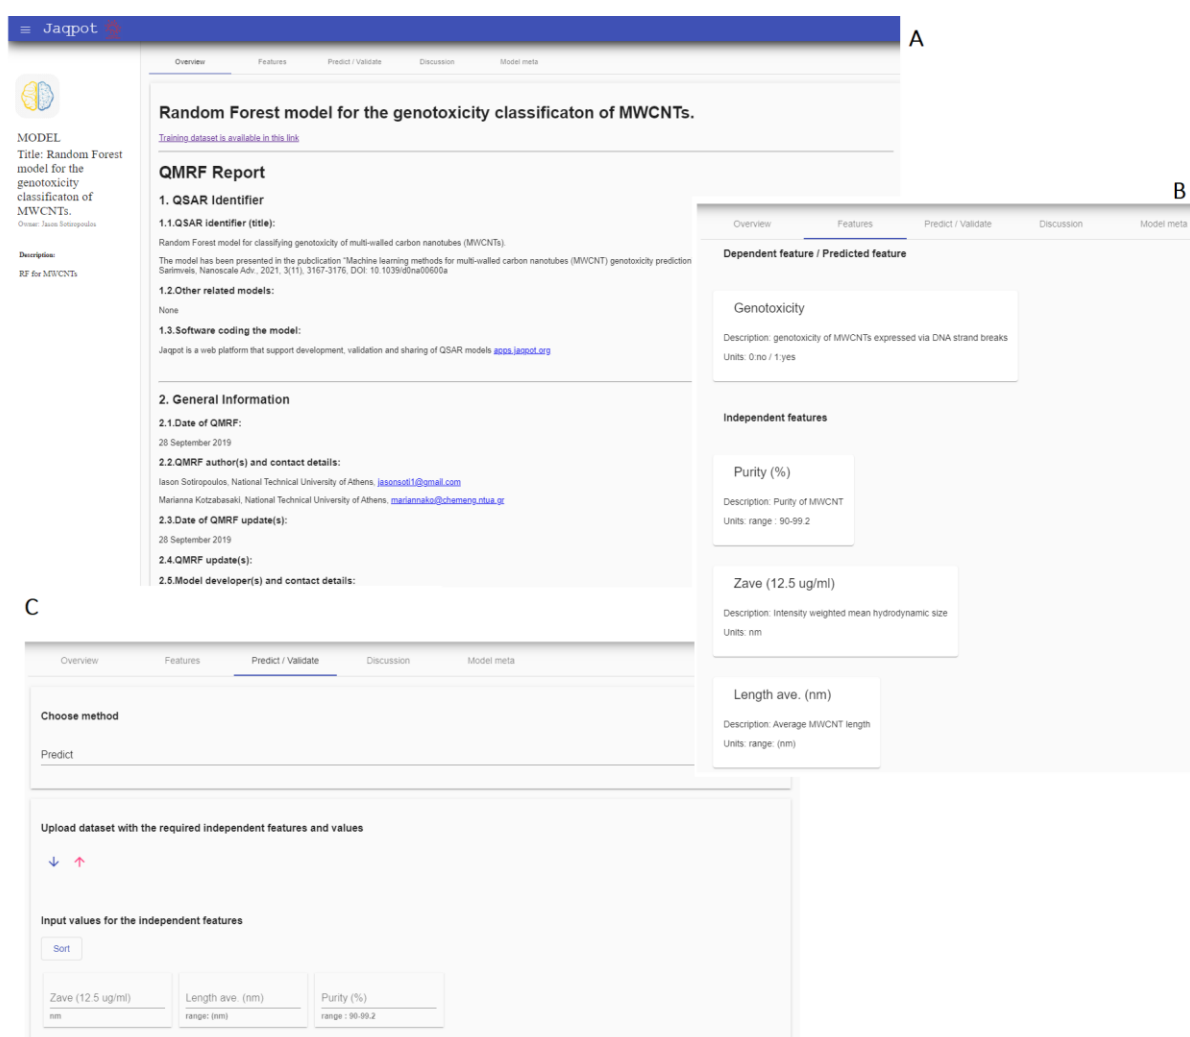 Jaqpot
A
Overview Features Predict / Validate Discussion Model meta
MODEL
Title: Random Forest
model for the
genotoxicity
classificaton of
MWCNTs.
Owner: Jason Sotiropoulos
Description:
RF for MWCNTs
Random Forest model for the genotoxicity classificaton of MWCNTs.
Training dataset is available in this link
QMRF Report
1. QSAR Identifier
1.1.QSAR identifier (title):
Random Forest model for classifying genotoxicity of multi-walled carbon nanotubes (MWCNTs).
The model has been presented in the pubclication "Machine learning methods for multi-walled carbon nanotubes (MWCNT) genotoxicity prediction
Sarimveis, Nanoscale Adv., 2021, 3(11), 3167-3176, DOI: 10.1039/d0na00600a
1.2.Other related models:
None
1.3.Software coding the model:
Jaqpot is a web platform that support development, validation and sharing of QSAR models apps.jaqpot.org
2. General Information
2.1.Date of QMRF:
28 September 2019
2.2.QMRF author(s) and contact details:
Iason Sotiropoulos, National Technical University of Athens, jasonsoti1@gmail.com
Marianna Kotzabasaki, National Technical University of Athens, mariannako@chemeng.ntua.gr
2.3.Date of QMRF update(s):
28 September 2019
2.4.QMRF update(s):
2.5.Model developer(s) and contact details:
B
Overview Features Predict / Validate Discussion Model meta
Dependent feature / Predicted feature
Genotoxicity
Description: genotoxicity of MWCNTs expressed via DNA strand breaks
Units: 0:no / 1:yes
Independent features
Purity (%)
Description: Purity of MWCNT
Units: range : 90-99.2
Zave (12.5 ug/ml)
Description: Intensity weighted mean hydrodynamic size
Units: nm
Length ave. (nm)
Description: Average MWCNT length
Units: range: (nm)
C
Overview Features Predict / Validate Discussion Model meta
Choose method
Predict
Upload dataset with the required independent features and values
Input values for the independent features
Sort
Zave (12.5 ug/ml) Length ave. (nm) Purity (%)
nm range: (nm) range : 90-99.2